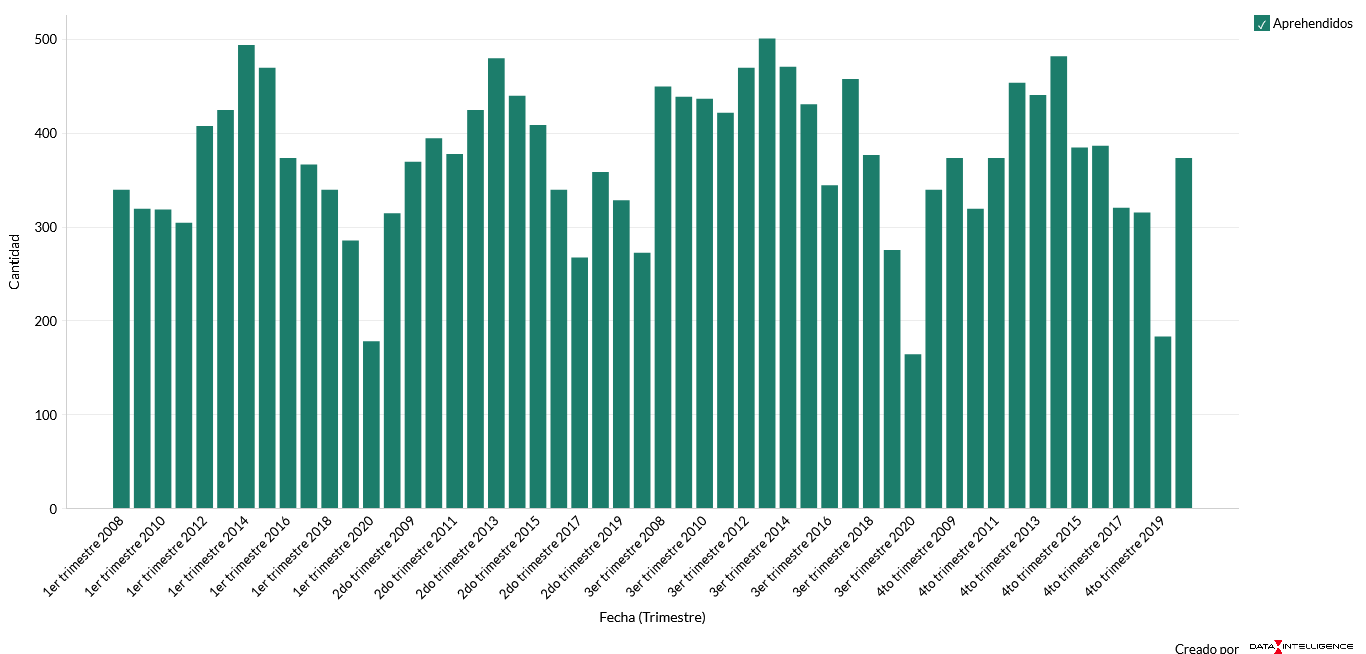 Aprehendidos
500
400
300
200
100
0
Cantidad
1er trimestre 2008
1er trimestre 2010
1er trimestre 2012
1er trimestre 2014
1er trimestre 2016
1er trimestre 2018
1er trimestre 2020
2do trimestre 2009
2do trimestre 2011
2do trimestre 2013
2do trimestre 2015
2do trimestre 2017
2do trimestre 2019
3er trimestre 2008
3er trimestre 2010
3er trimestre 2012
3er trimestre 2014
3er trimestre 2016
3er trimestre 2018
3er trimestre 2020
4to trimestre 2009
4to trimestre 2011
4to trimestre 2013
4to trimestre 2015
4to trimestre 2017
4to trimestre 2019
Fecha (Trimestre)
Creado por DATA INTELLIGENCE